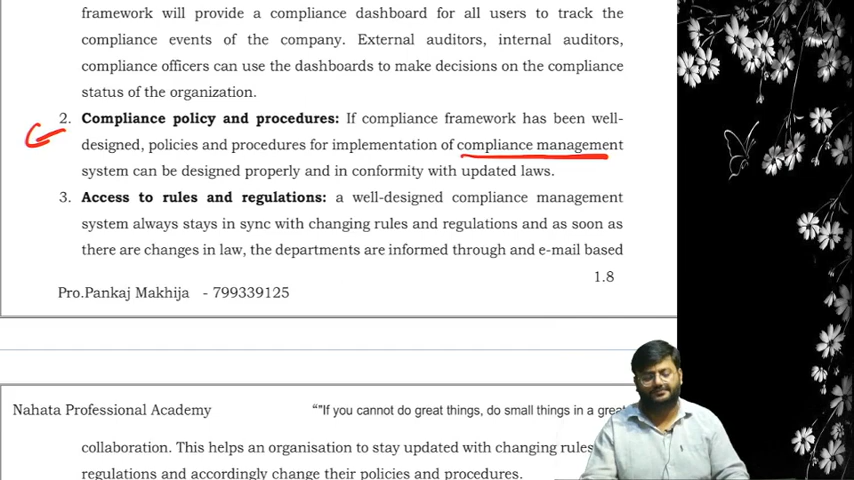 framework will provide a compliance dashboard for all users to track the
compliance events of the company. External auditors, internal auditors,
compliance officers can use the dashboards to make decisions on the compliance
status of the organization.
2. Compliance policy and procedures: If compliance framework has been well-
designed, policies and procedures for implementation of compliance management
system can be designed properly and in conformity with updated laws.
3. Access to rules and regulations: a well-designed compliance management
system always stays in sync with changing rules and regulations and as soon as
there are changes in law, the departments are informed through and e-mail based
1.8
Pro.Pankaj Makhija - 799339125
Nahata Professional Academy
“"If you cannot do great things, do small things in a great
collaboration. This helps an organisation to stay updated with changing rules
regulations and accordingly change their policies and procedures.